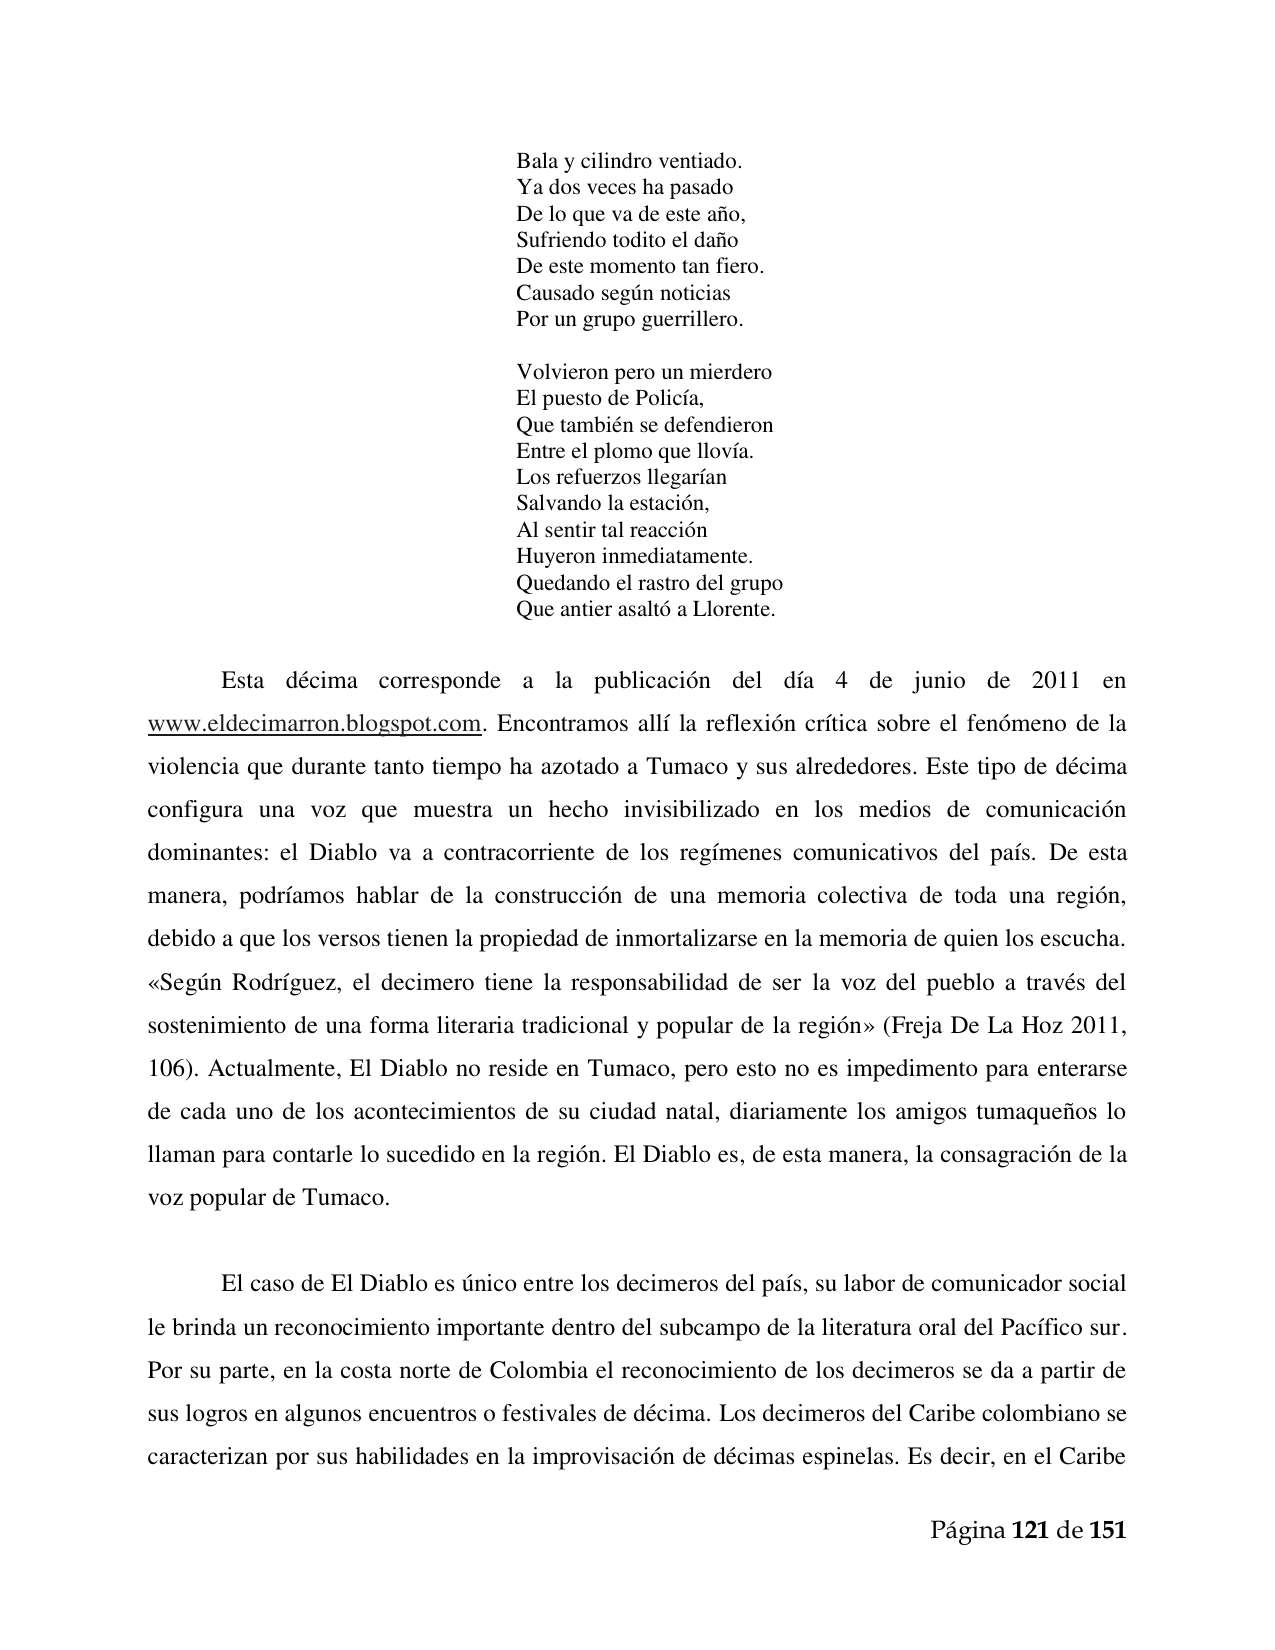 Bala y cilindro ventiado.
Ya dos veces ha pasado
De lo que va de este año,
Sufriendo todito el daño
De este momento tan fiero.
Causado según noticias
Por un grupo guerrillero.
Volvieron pero un mierdero
El puesto de Policía,
Que también se defendieron
Entre el plomo que llovía.
Los refuerzos llegarían
Salvando la estación,
Al sentir tal reacción
Huyeron inmediatamente.
Quedando el rastro del grupo
Que antier asaltó a Llorente.
Esta décima corresponde a la publicación del día 4 de junio de 2011 en
www.eldecimarron.blogspot.com. Encontramos allí la reflexión crítica sobre el fenómeno de la
violencia que durante tanto tiempo ha azotado a Tumaco y sus alrededores. Este tipo de décima
configura una voz que muestra un hecho invisibilizado en los medios de comunicación
dominantes: el Diablo va a contracorriente de los regímenes comunicativos del país. De esta
manera, podríamos hablar de la construcción de una memoria colectiva de toda una región,
debido a que los versos tienen la propiedad de inmortalizarse en la memoria de quien los escucha.
«Según Rodríguez, el decimero tiene la responsabilidad de ser la voz del pueblo a través del
sostenimiento de una forma literaria tradicional y popular de la región» (Freja De La Hoz 2011,
106). Actualmente, El Diablo no reside en Tumaco, pero esto no es impedimento para enterarse
de cada uno de los acontecimientos de su ciudad natal, diariamente los amigos tumaqueños lo
llaman para contarle lo sucedido en la región. El Diablo es, de esta manera, la consagración de la
voz popular de Tumaco.
El caso de El Diablo es único entre los decimeros del país, su labor de comunicador social
le brinda un reconocimiento importante dentro del subcampo de la literatura oral del Pacífico sur.
Por su parte, en la costa norte de Colombia el reconocimiento de los decimeros se da a partir de
sus logros en algunos encuentros o festivales de décima. Los decimeros del Caribe colombiano se
caracterizan por sus habilidades en la improvisación de décimas espinelas. Es decir, en el Caribe
Página 121 de 151